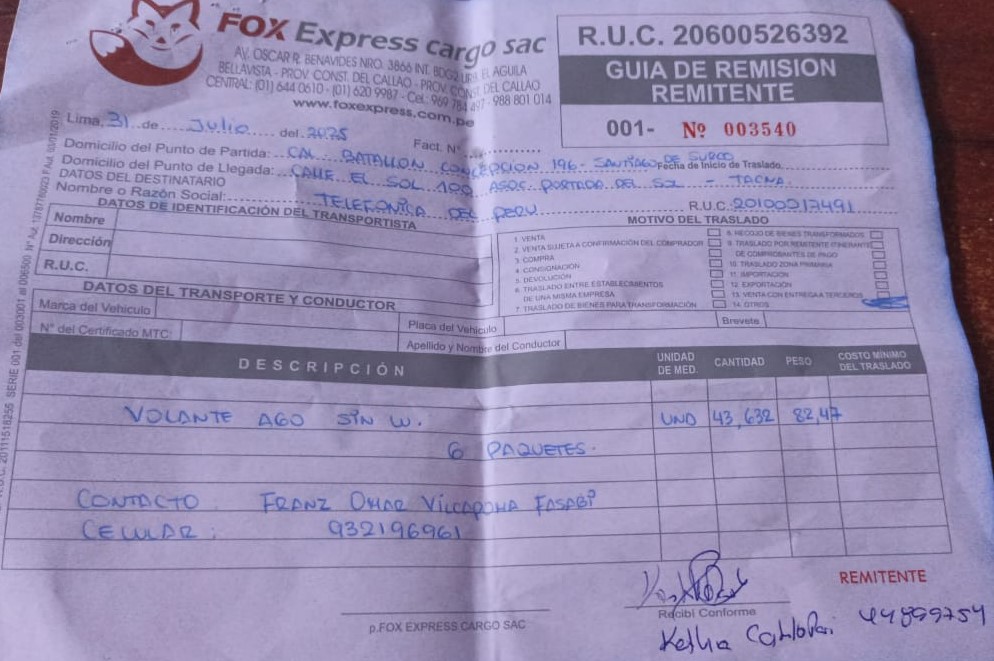 FOX Express cargo sac
AV. OSCAR R. BENAVIDES NRO. 3866 INT. BDG2 URB. EL AGUILA
BELLAVISTA - PROV. CONST. DEL CALLAO - PROV. CONST. DEL CALLAO
CENTRAL: (01) 644 0610 - (01) 620 9987 - Cel.: 969 784 497 - 988 801 014
www.foxexpress.com.pe
R.U.C. 20600526392
GUIA DE REMISION
REMITENTE
001- Nº 003540
Lima, 31 de JULIO del 2025 Fact. N°
Domicilio del Punto de Partida: CAL. BATALLON CONCEPCION 196 - SANTIAGO DE SURCO Fecha de Inicio de Traslado
Domicilio del Punto de Llegada: CALLE EL SOL 100 ASOC. PORTADA DEL SOL - TACNA
DATOS DEL DESTINATARIO
Nombre o Razón Social: TELEFONICA DEL PERU R.U.C. 20100017491
DATOS DE IDENTIFICACIÓN DEL TRANSPORTISTA
Nombre
Dirección
R.U.C.
MOTIVO DEL TRASLADO
1. VENTA
2. VENTA SUJETA A CONFIRMACIÓN DEL COMPRADOR
3. COMPRA
4. CONSIGNACIÓN
5. DEVOLUCIÓN
6. TRASLADO ENTRE ESTABLECIMIENTOS
DE UNA MISMA EMPRESA
7. TRASLADO DE BIENES PARA TRANSFORMACIÓN
8. RECOJO DE BIENES TRANSFORMADOS
9. TRASLADO POR REMITENTE ITINERANTE
DE COMPROBANTES DE PAGO
10. TRASLADO ZONA PRIMARIA
11. IMPORTACIÓN
12. EXPORTACIÓN
13. VENTA CON ENTREGA A TERCEROS
14. OTROS
DATOS DEL TRANSPORTE Y CONDUCTOR
Marca del Vehiculo
Placa del Vehículo
Brevete
N° del Certificado MTC:
Apellido y Nombre del Conductor
DESCRIPCIÓN UNIDAD DE MED. CANTIDAD PESO COSTO MÍNIMO DEL TRASLADO
VOLANTE AGO SIN W. UND 43,632 82,47
6 PAQUETES.
CONTACTO FRANZ OMAR VILCAPOMA FASABI
CELULAR: 932196961
REMITENTE
p.FOX EXPRESS CARGO SAC
Recibí Conforme
44899754